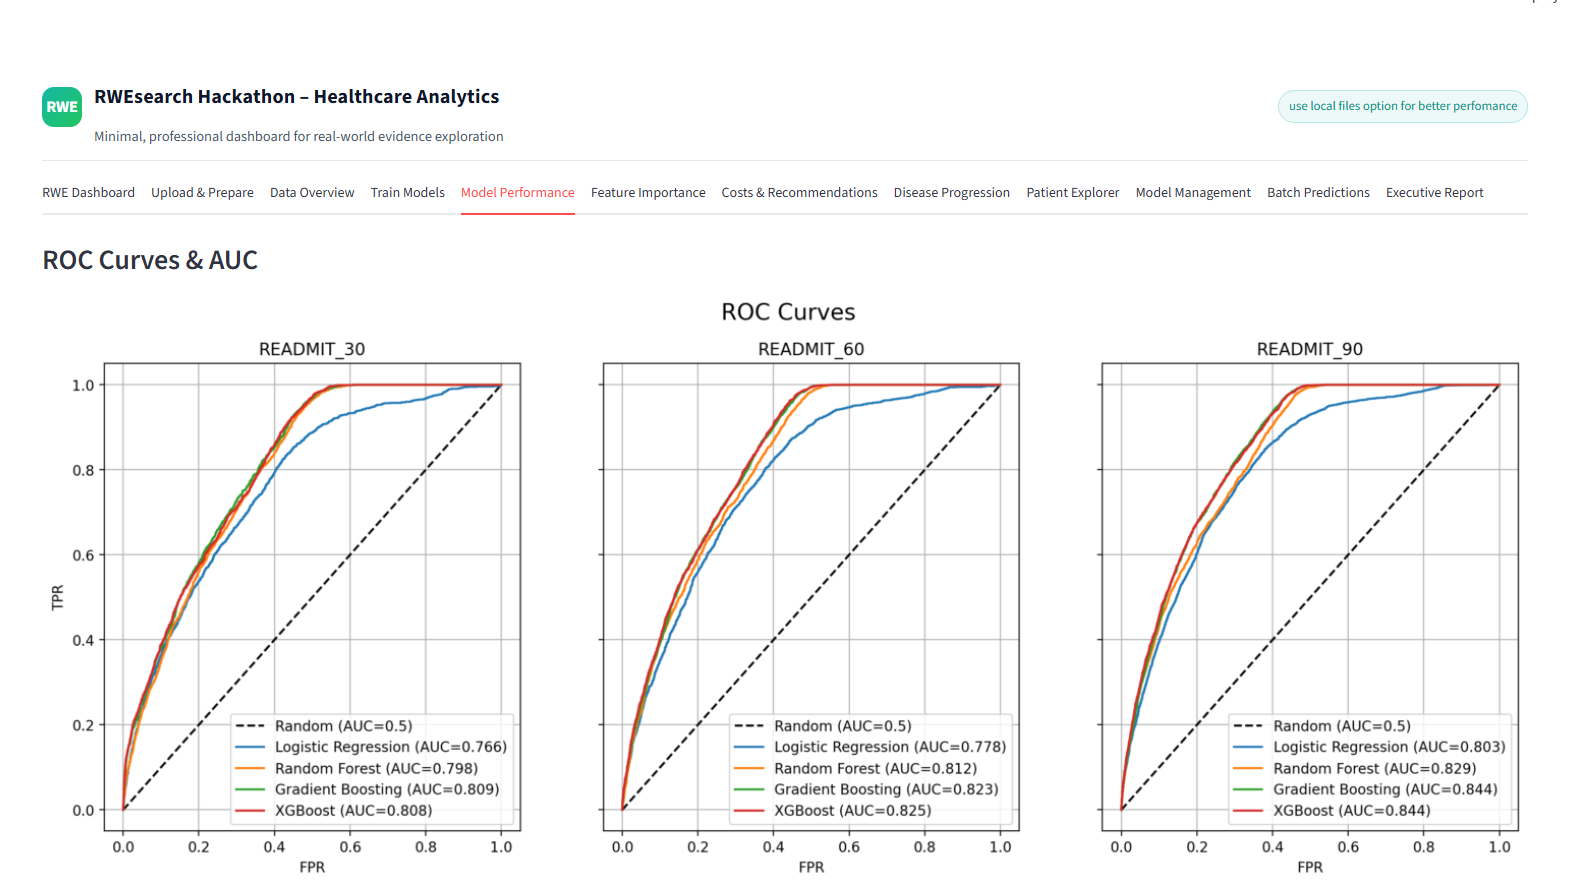 RWE
RWEsearch Hackathon – Healthcare Analytics
Minimal, professional dashboard for real-world evidence exploration
use local files option for better perfomance
RWE Dashboard Upload & Prepare Data Overview Train Models Model Performance Feature Importance Costs & Recommendations Disease Progression Patient Explorer Model Management Batch Predictions Executive Report
ROC Curves & AUC
ROC Curves
READMIT_30
TPR
1.0
0.8
0.6
0.4
0.2
0.0
Random (AUC=0.5)
Logistic Regression (AUC=0.766)
Random Forest (AUC=0.798)
Gradient Boosting (AUC=0.809)
XGBoost (AUC=0.808)
0.0 0.2 0.4 0.6 0.8 1.0
FPR
READMIT_60
Random (AUC=0.5)
Logistic Regression (AUC=0.778)
Random Forest (AUC=0.812)
Gradient Boosting (AUC=0.823)
XGBoost (AUC=0.825)
0.0 0.2 0.4 0.6 0.8 1.0
FPR
READMIT_90
Random (AUC=0.5)
Logistic Regression (AUC=0.803)
Random Forest (AUC=0.829)
Gradient Boosting (AUC=0.844)
XGBoost (AUC=0.844)
0.0 0.2 0.4 0.6 0.8 1.0
FPR